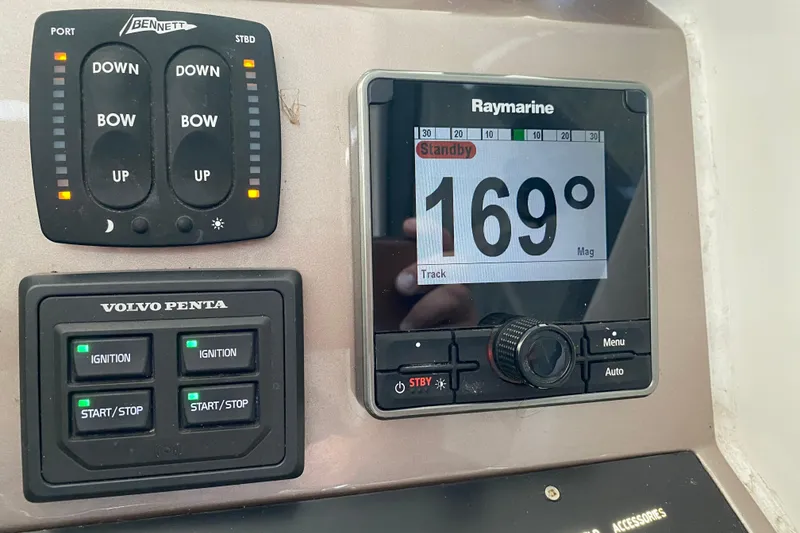 PORT
BENNETT
STBD
DOWN
DOWN
BOW
BOW
UP
UP
VOLVO PENTA
IGNITION
IGNITION
START/STOP
START/STOP
Raymarine
30 20 10 10 20 30
Standby
169°
Mag
Track
Menu
STBY
Auto
ACCESSORIES